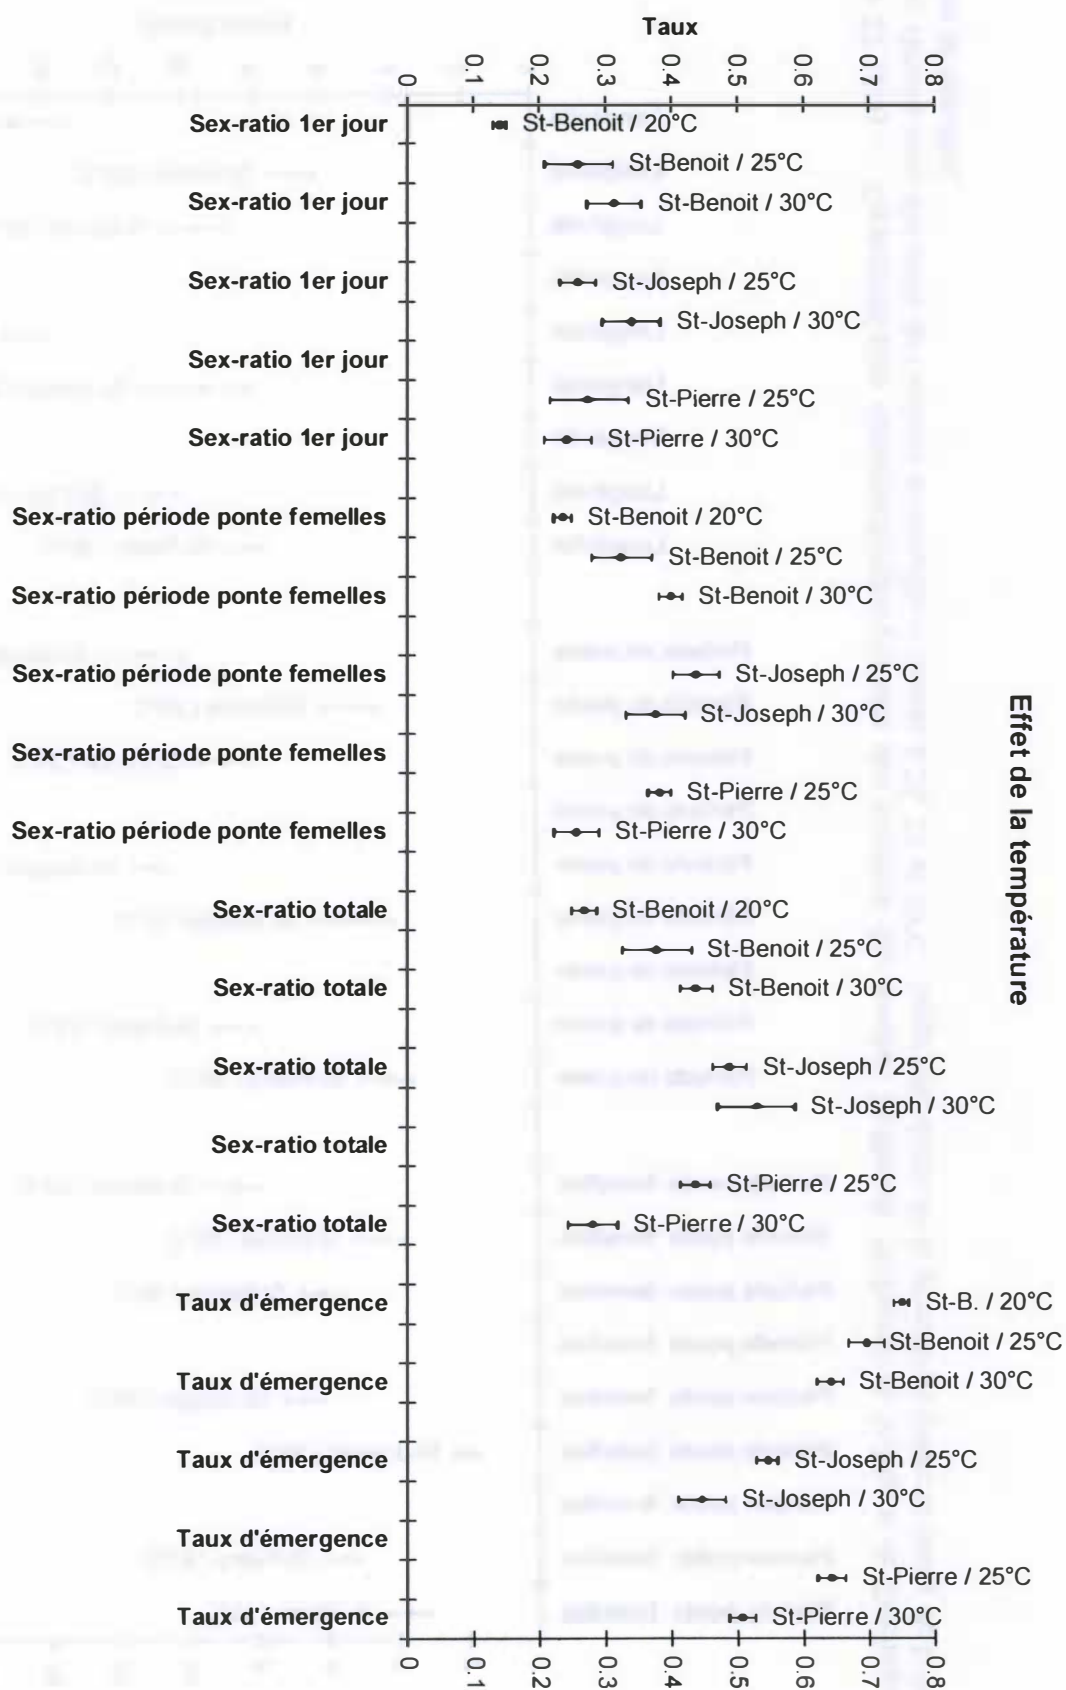 Taux
0 0.1 0.2 0.3 0.4 0.5 0.6 0.7 0.8
Sex-ratio 1er jour St-Benoit / 20°C
St-Benoit / 25°C
Sex-ratio 1er jour St-Benoit / 30°C
Sex-ratio 1er jour St-Joseph / 25°C
St-Joseph / 30°C
Sex-ratio 1er jour
St-Pierre / 25°C
Sex-ratio 1er jour St-Pierre / 30°C
Sex-ratio période ponte femelles St-Benoit / 20°C
St-Benoit / 25°C
Sex-ratio période ponte femelles St-Benoit / 30°C
Sex-ratio période ponte femelles St-Joseph / 25°C
St-Joseph / 30°C
Sex-ratio période ponte femelles
St-Pierre / 25°C
Sex-ratio période ponte femelles St-Pierre / 30°C
Sex-ratio totale St-Benoit / 20°C
St-Benoit / 25°C
Sex-ratio totale St-Benoit / 30°C
Sex-ratio totale St-Joseph / 25°C
St-Joseph / 30°C
Sex-ratio totale
St-Pierre / 25°C
Sex-ratio totale St-Pierre / 30°C
Taux d'émergence St-B. / 20°C
St-Benoit / 25°C
Taux d'émergence St-Benoit / 30°C
Taux d'émergence St-Joseph / 25°C
St-Joseph / 30°C
Taux d'émergence
St-Pierre / 25°C
Taux d'émergence St-Pierre / 30°C
0 0.1 0.2 0.3 0.4 0.5 0.6 0.7 0.8
Effet de la température